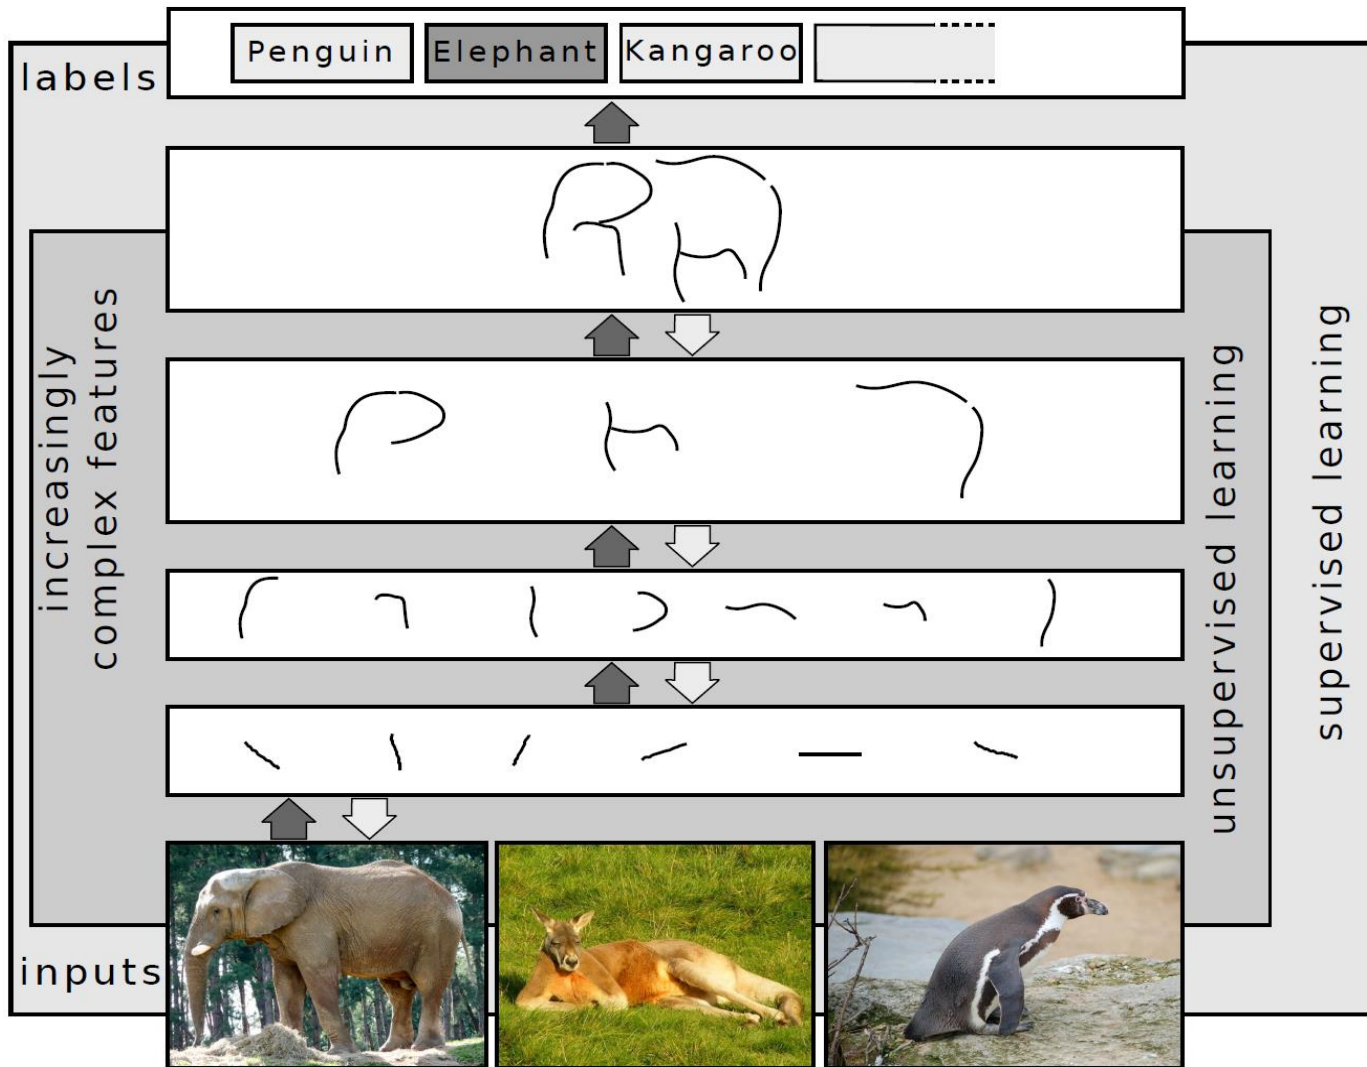 labels
Penguin
Elephant
Kangaroo
increasingly
complex features
unsupervised learning
supervised learning
inputs